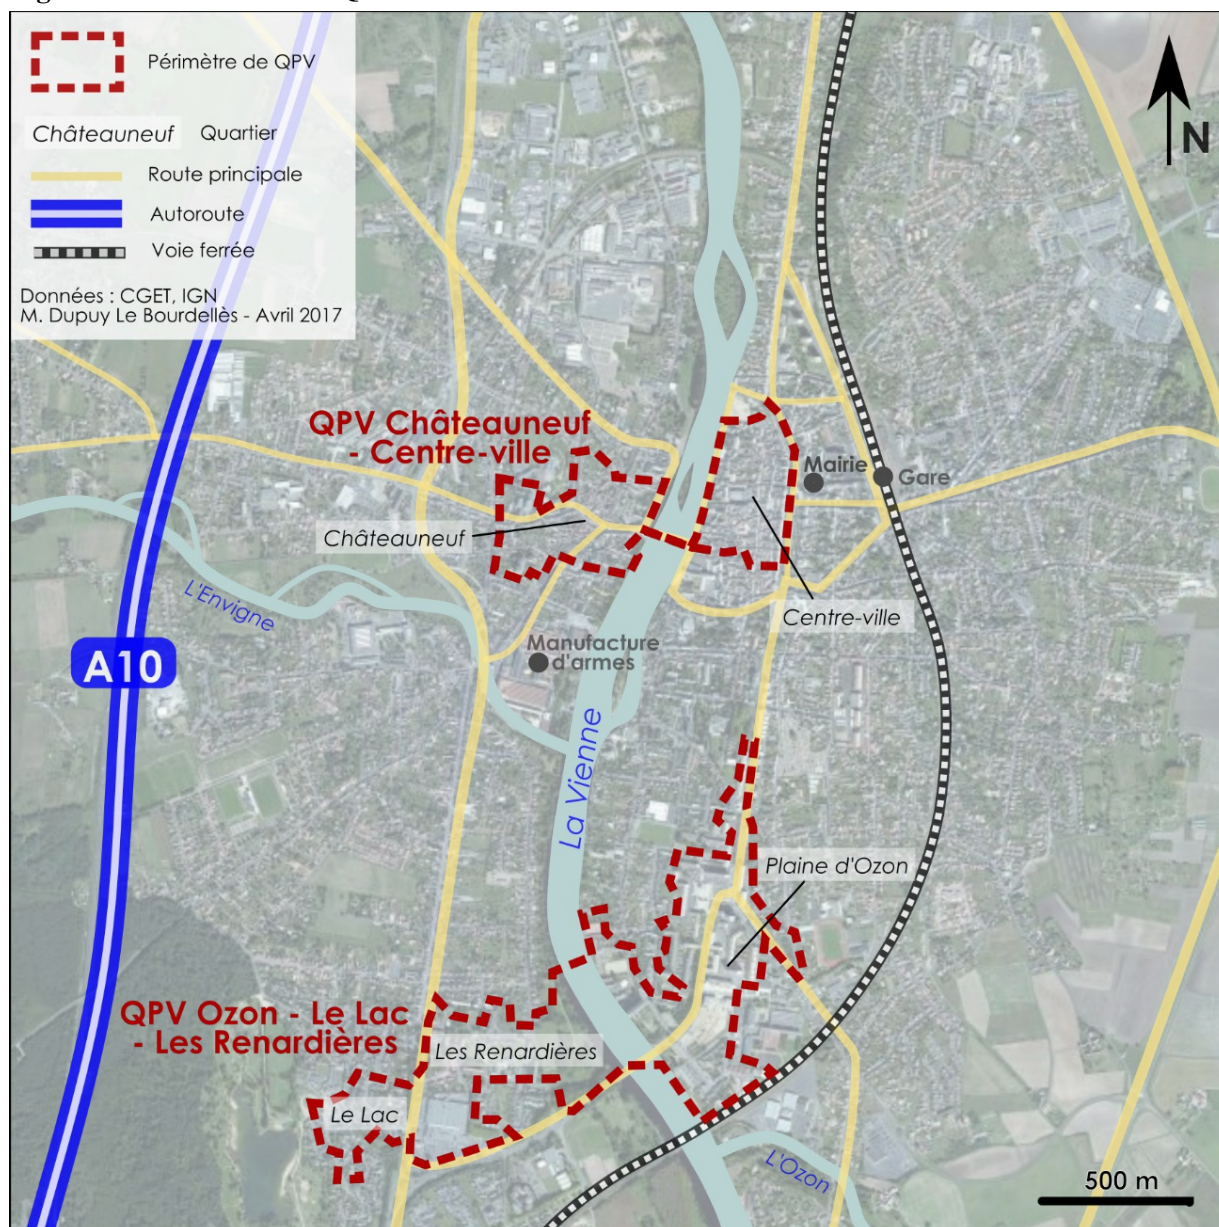 Périmètre de QPV
Châteauneuf Quartier
Route principale
Autoroute
Voie ferrée
Données : CGET, IGN
M. Dupuy Le Bourdellès - Avril 2017
N
QPV Châteauneuf
- Centre-ville
Mairie
Gare
Châteauneuf
L'Envigne
Centre-ville
A10
Manufacture
d'armes
La Vienne
Plaine d'Ozon
QPV Ozon - Le Lac
- Les Renardières
Les Renardières
Le Lac
L'Ozon
500 m